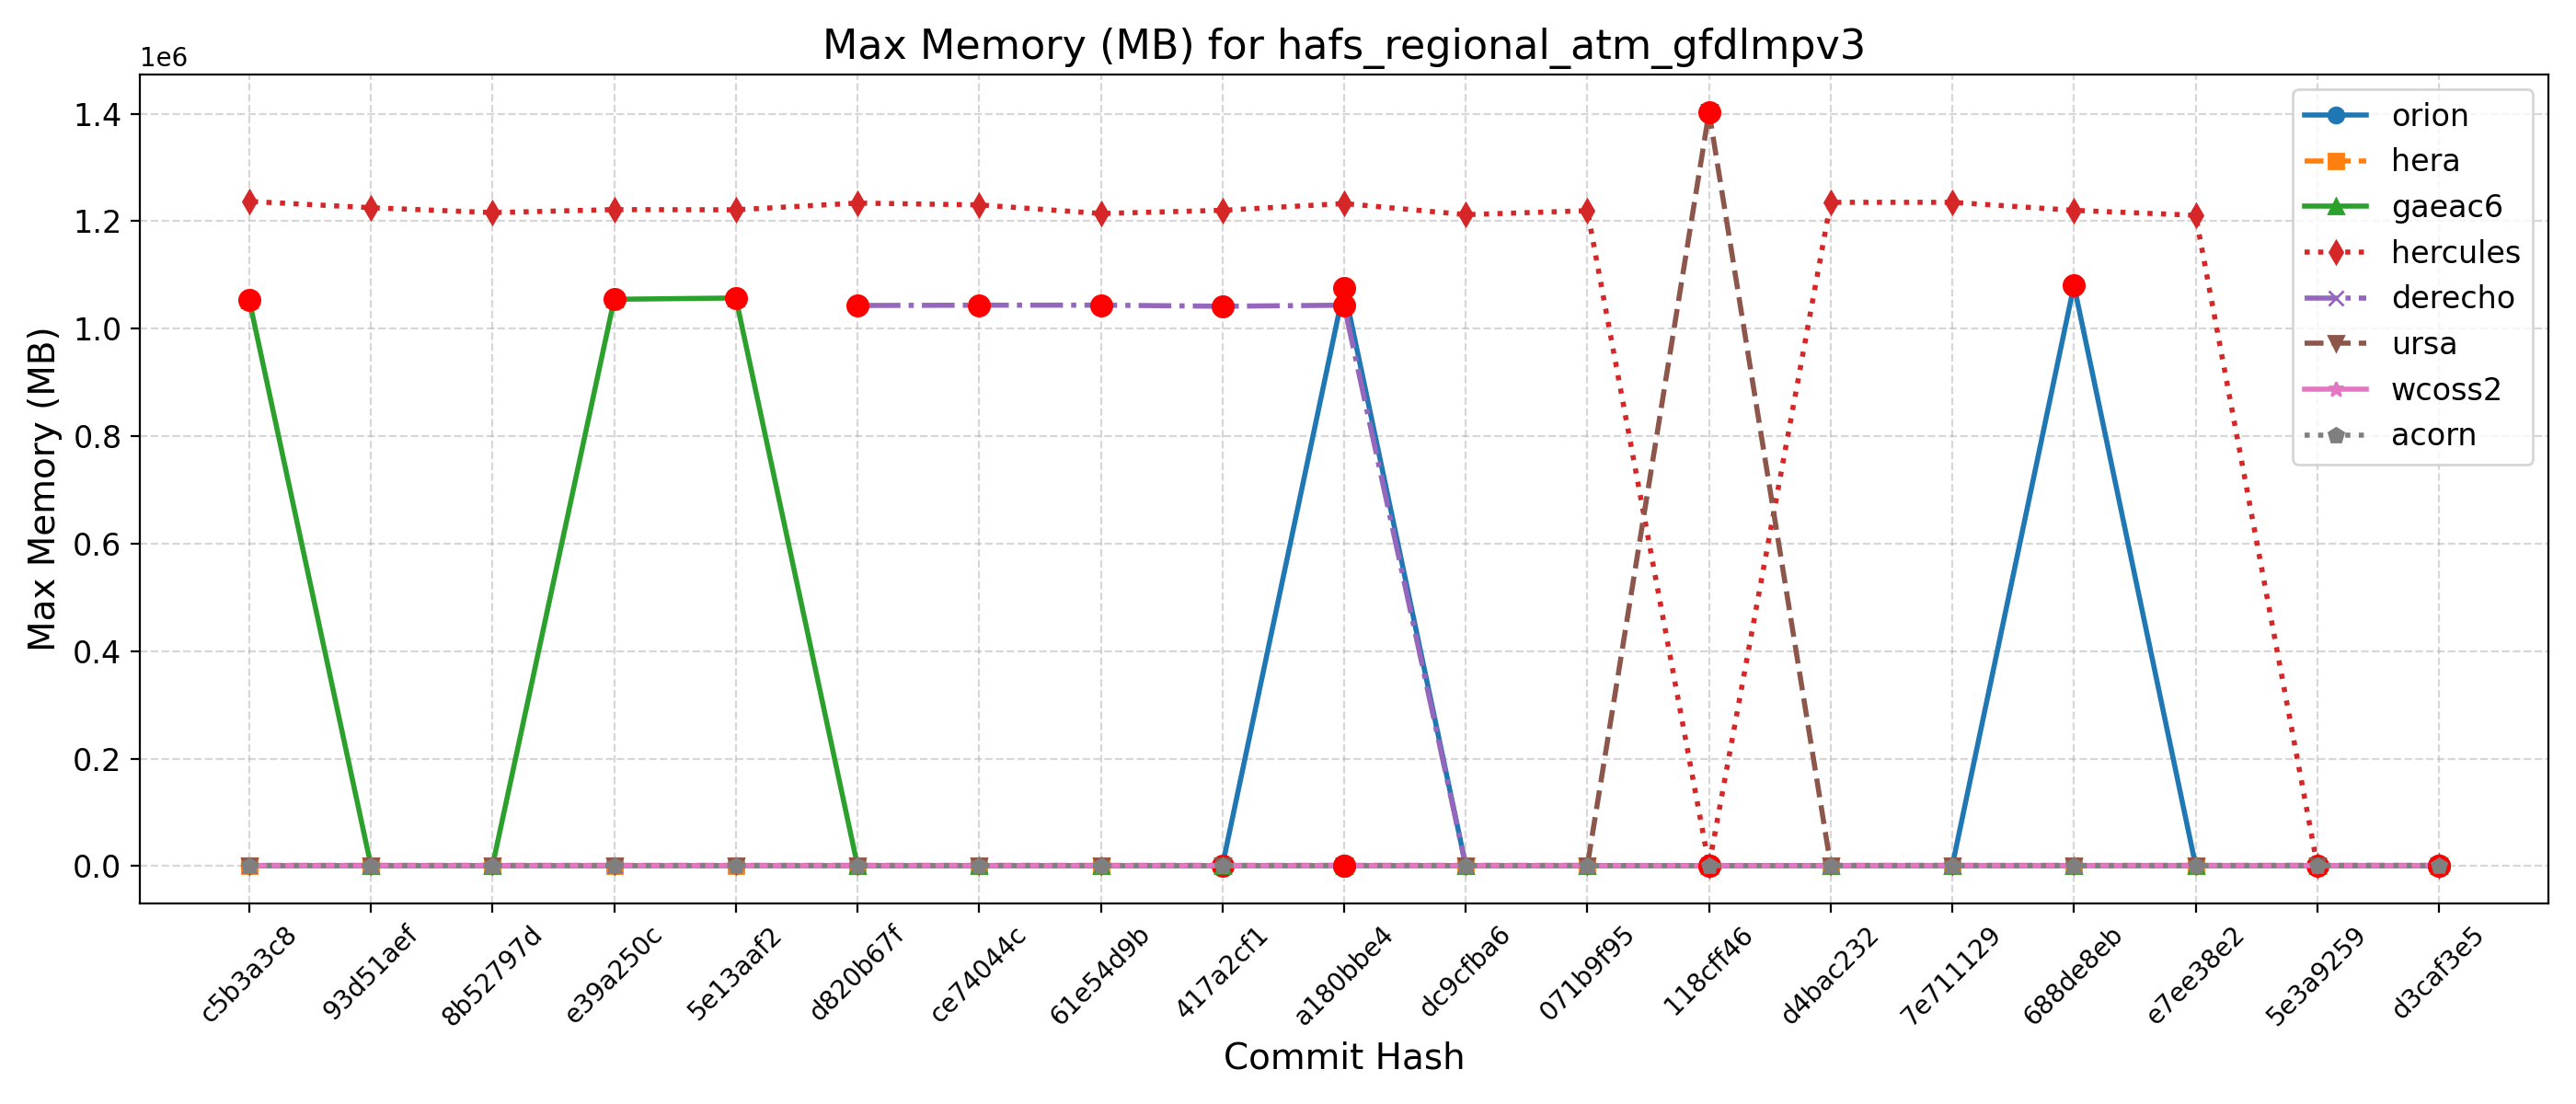 Max Memory (MB) for hafs_regional_atm_gfdlmpv3
1e6
1.4
1.2
1.0
0.8
0.6
0.4
0.2
0.0
Max Memory (MB)
orion
hera
gaeac6
hercules
derecho
ursa
wcoss2
acorn
c5b3a3c8
93d51aef
8b52797d
e39a250c
5e13aaf2
d820b67f
ce74044c
61e54d9b
417a2cf1
a180bbe4
dc9cfba6
071b9f95
118cff46
d4bac232
7e711129
688de8eb
e7ee38e2
5e3a9259
d3caf3e5
Commit Hash